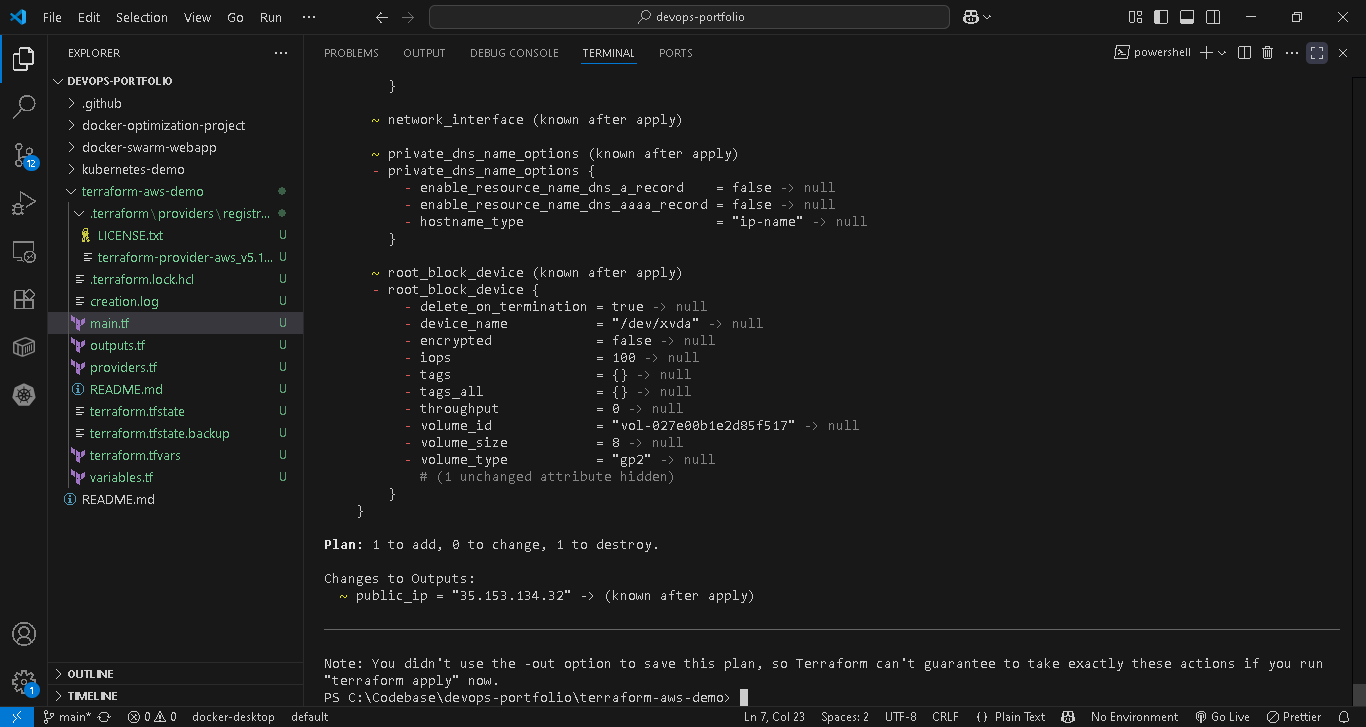 File Edit Selection View Go Run ···
devops-portfolio
EXPLORER ···
DEVOPS-PORTFOLIO
.github
docker-optimization-project
docker-swarm-webapp
kubernetes-demo
terraform-aws-demo
.terraform\providers\registr...
LICENSE.txt U
terraform-provider-aws_v5.1... U
.terraform.lock.hcl U
creation.log U
main.tf U
outputs.tf U
providers.tf U
README.md U
terraform.tfstate U
terraform.tfstate.backup U
terraform.tfvars U
variables.tf U
README.md
OUTLINE
TIMELINE
12
1
PROBLEMS OUTPUT DEBUG CONSOLE TERMINAL PORTS
powershell
}
~ network_interface (known after apply)
~ private_dns_name_options (known after apply)
- private_dns_name_options {
- enable_resource_name_dns_a_record = false -> null
- enable_resource_name_dns_aaaa_record = false -> null
- hostname_type = "ip-name" -> null
}
~ root_block_device (known after apply)
- root_block_device {
- delete_on_termination = true -> null
- device_name = "/dev/xvda" -> null
- encrypted = false -> null
- iops = 100 -> null
- tags = {} -> null
- tags_all = {} -> null
- throughput = 0 -> null
- volume_id = "vol-027e00b1e2d85f517" -> null
- volume_size = 8 -> null
- volume_type = "gp2" -> null
# (1 unchanged attribute hidden)
}
}
Plan: 1 to add, 0 to change, 1 to destroy.
Changes to Outputs:
~ public_ip = "35.153.134.32" -> (known after apply)
Note: You didn't use the -out option to save this plan, so Terraform can't guarantee to take exactly these actions if you run
"terraform apply" now.
PS C:\Codebase\devops-portfolio\terraform-aws-demo>
main* 0 0 docker-desktop default Ln 7, Col 23 Spaces: 2 UTF-8 CRLF {} Plain Text No Environment Go Live Prettier